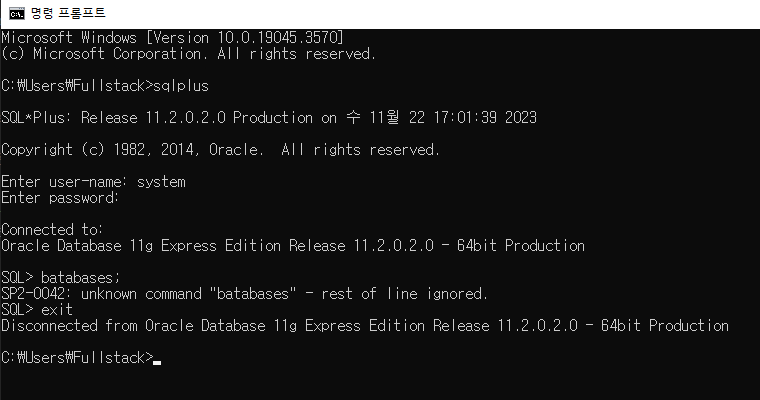 명령 프롬프트
Microsoft Windows [Version 10.0.19045.3570]
(c) Microsoft Corporation. All rights reserved.
C:₩Users₩Fullstack>sqlplus
SQL*Plus: Release 11.2.0.2.0 Production on 수 11월 22 17:01:39 2023
Copyright (c) 1982, 2014, Oracle.  All rights reserved.
Enter user-name: system
Enter password:
Connected to:
Oracle Database 11g Express Edition Release 11.2.0.2.0 - 64bit Production
SQL> batabases;
SP2-0042: unknown command "batabases" - rest of line ignored.
SQL> exit
Disconnected from Oracle Database 11g Express Edition Release 11.2.0.2.0 - 64bit Production
C:₩Users₩Fullstack>